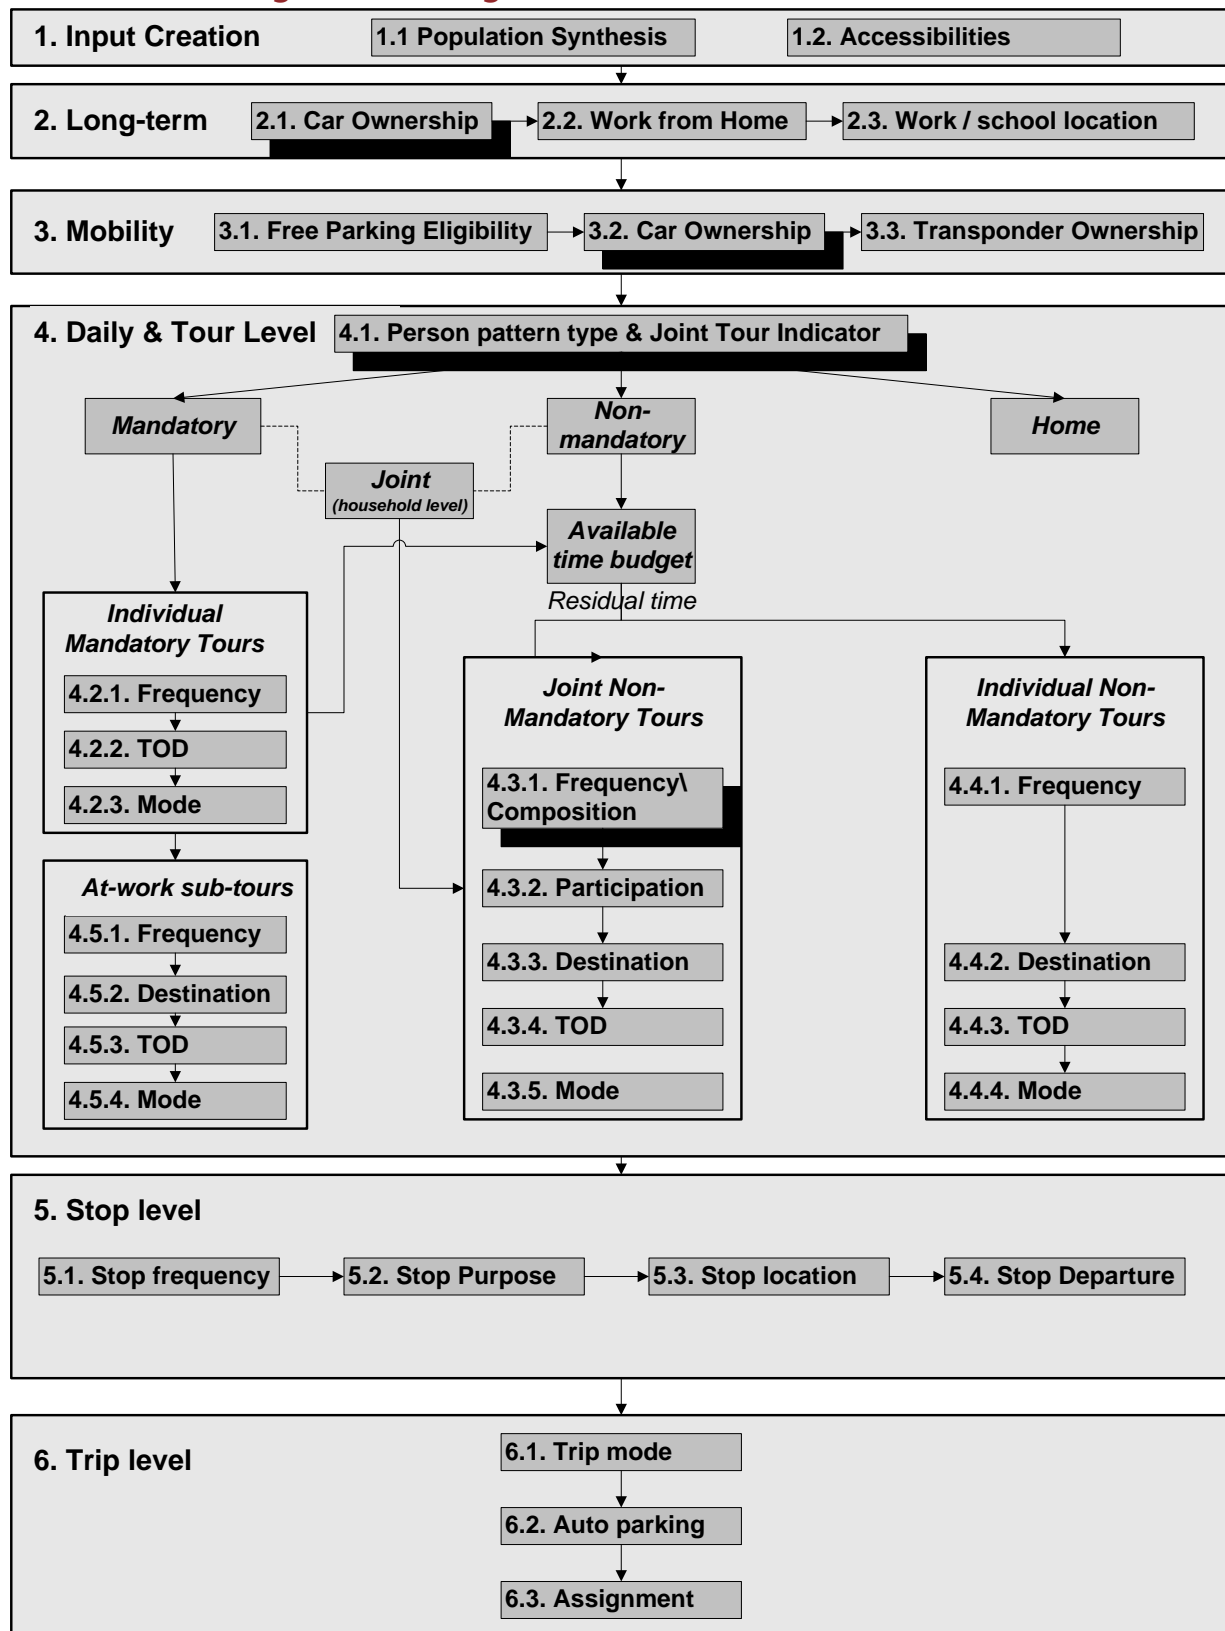 1. Input Creation
1.1 Population Synthesis
1.2. Accessibilities
2. Long-term
2.1. Car Ownership
2.2. Work from Home
2.3. Work / school location
3. Mobility
3.1. Free Parking Eligibility
3.2. Car Ownership
3.3. Transponder Ownership
4. Daily & Tour Level
4.1. Person pattern type & Joint Tour Indicator
Mandatory
Non-
mandatory
Home
Joint
(household level)
Available
time budget
Residual time
Individual
Mandatory Tours
4.2.1. Frequency
4.2.2. TOD
4.2.3. Mode
At-work sub-tours
4.5.1. Frequency
4.5.2. Destination
4.5.3. TOD
4.5.4. Mode
Joint Non-
Mandatory Tours
4.3.1. Frequency\
Composition
4.3.2. Participation
4.3.3. Destination
4.3.4. TOD
4.3.5. Mode
Individual Non-
Mandatory Tours
4.4.1. Frequency
4.4.2. Destination
4.4.3. TOD
4.4.4. Mode
5. Stop level
5.1. Stop frequency
5.2. Stop Purpose
5.3. Stop location
5.4. Stop Departure
6. Trip level
6.1. Trip mode
6.2. Auto parking
6.3. Assignment